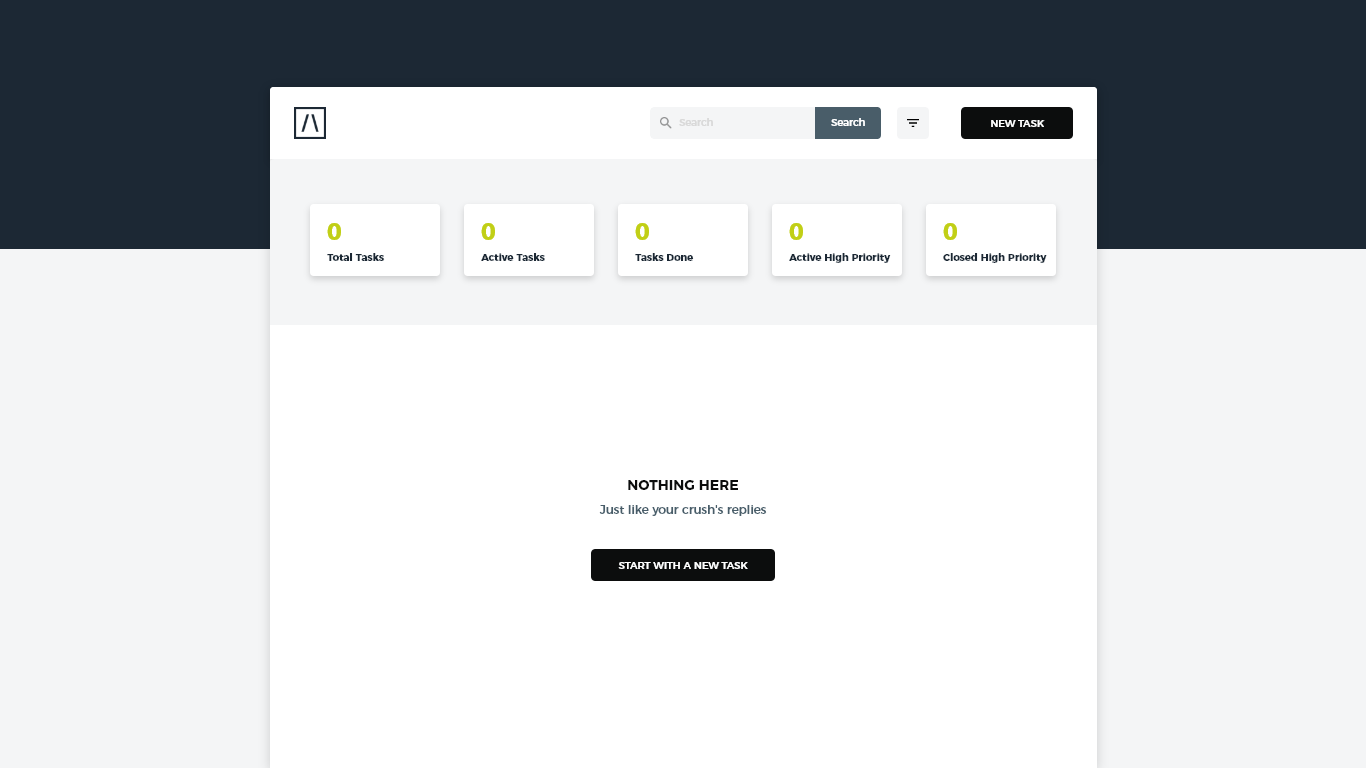 Search
Search
NEW TASK
0
Total Tasks
0
Active Tasks
0
Tasks Done
0
Active High Priority
0
Closed High Priority
NOTHING HERE
Just like your crush's replies
START WITH A NEW TASK